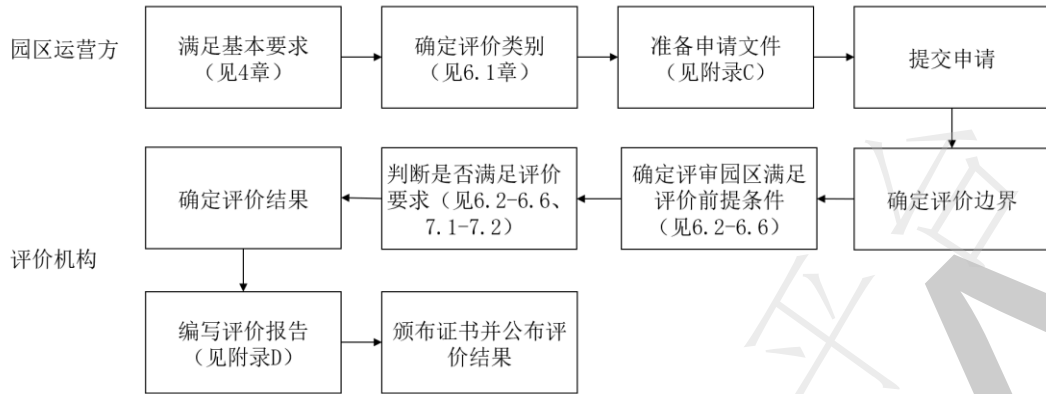 园区运营方
满足基本要求
（见4章）
确定评价类别
（见6.1章）
准备申请文件
（见附录C）
提交申请
评价机构
确定评价边界
确定评审园区满足
评价前提条件
（见6.2-6.6）
判断是否满足评价
要求（见6.2-6.6、
7.1-7.2）
确定评价结果
编写评价报告
（见附录D）
颁布证书并公布评
价结果
平台